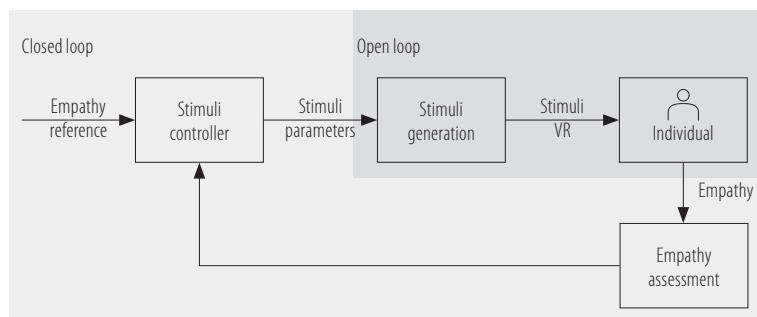 Closed loop
Open loop
Empathy
reference
Stimuli
controller
Stimuli
parameters
Stimuli
generation
Stimuli
VR
Individual
Empathy
Empathy
assessment